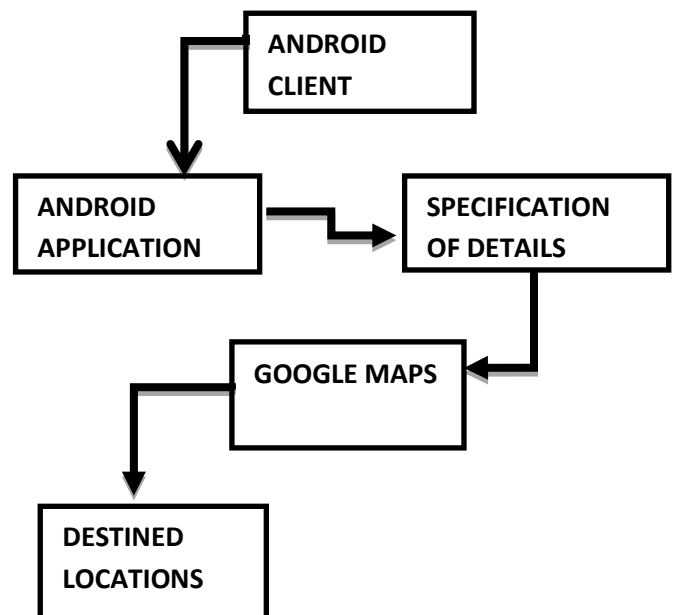 ANDROID
CLIENT
ANDROID
APPLICATION
SPECIFICATION
OF DETAILS
GOOGLE MAPS
DESTINED
LOCATIONS